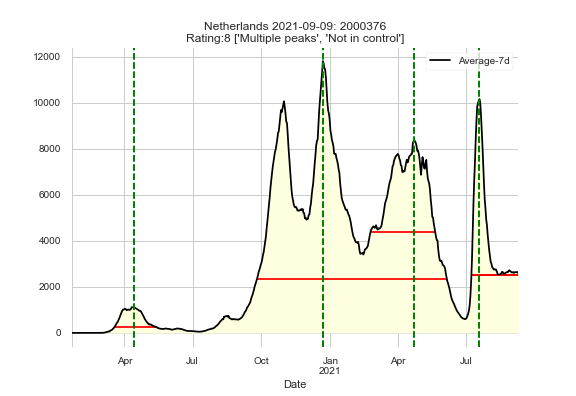 Netherlands 2021-09-09: 2000376
Rating:8 ['Multiple peaks', 'Not in control']
12000
10000
8000
6000
4000
2000
0
Average-7d
Apr
Jul
Oct
Jan
2021
Apr
Jul
Date